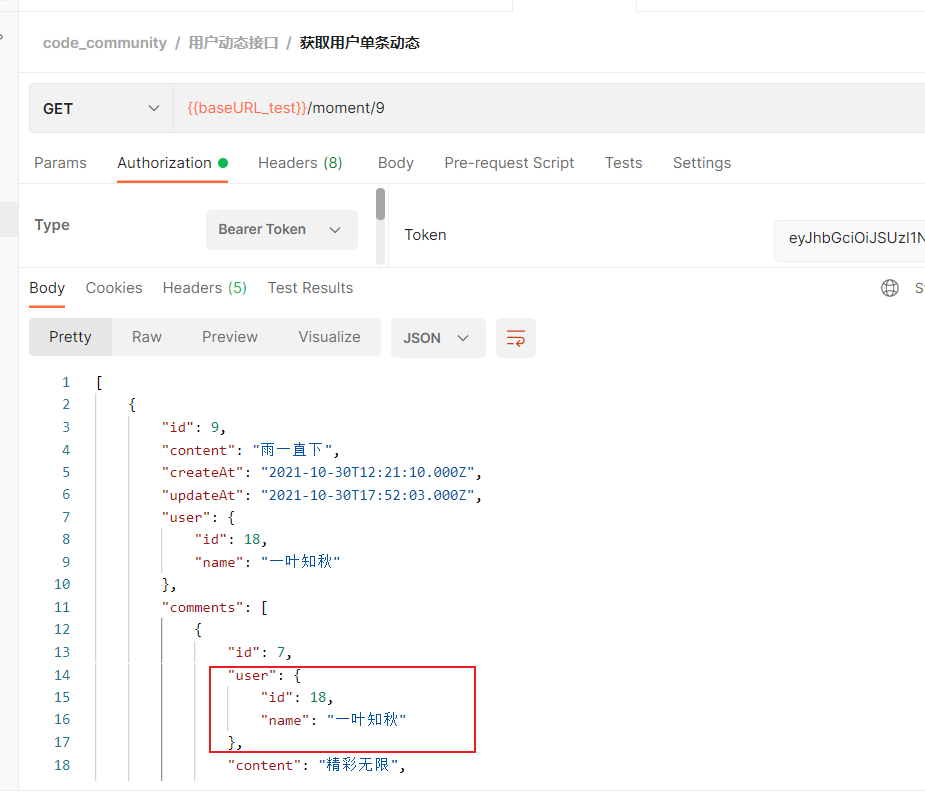 code_community / 用户动态接口 / 获取用户单条动态
GET {{baseURL_test}}/moment/9
Params Authorization Headers (8) Body Pre-request Script Tests Settings
Type Bearer Token Token eyJhbGciOiJSUzI1N
Body Cookies Headers (5) Test Results
Pretty Raw Preview Visualize JSON
1 [
2 {
3 "id": 9,
4 "content": "雨一直下",
5 "createAt": "2021-10-30T12:21:10.000Z",
6 "updateAt": "2021-10-30T17:52:03.000Z",
7 "user": {
8 "id": 18,
9 "name": "一叶知秋"
10 },
11 "comments": [
12 {
13 "id": 7,
14 "user": {
15 "id": 18,
16 "name": "一叶知秋"
17 },
18 "content": "精彩无限",